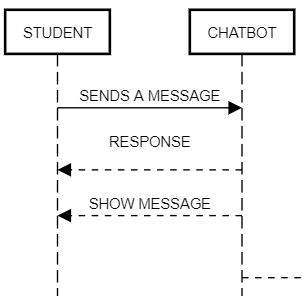 STUDENT
CHATBOT
SENDS A MESSAGE
RESPONSE
SHOW MESSAGE